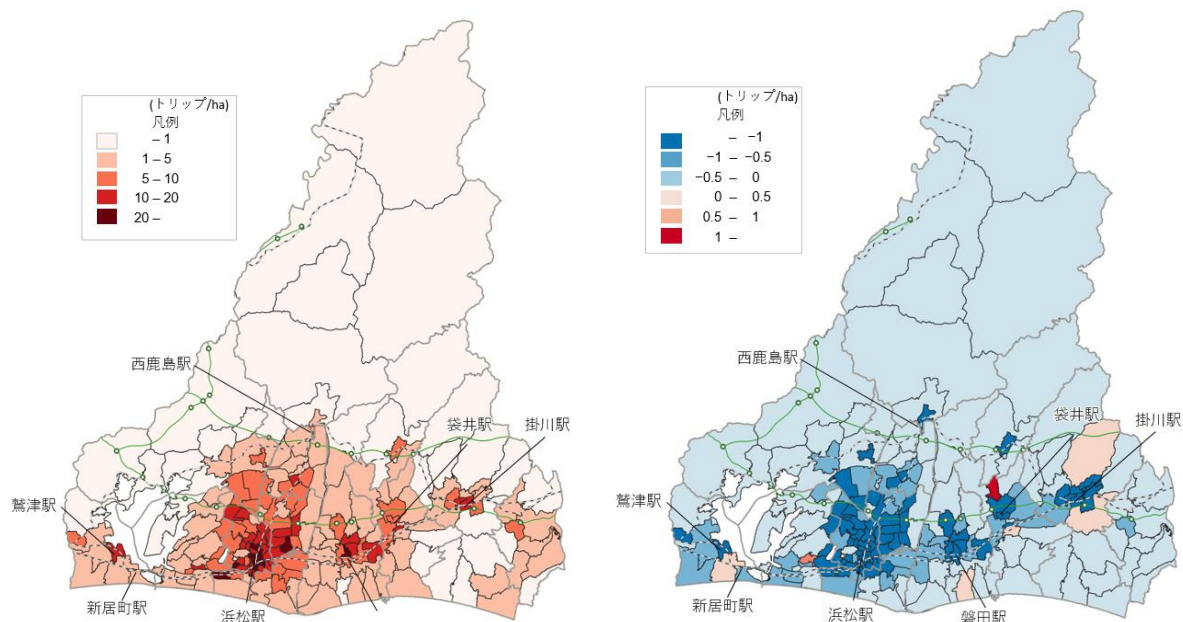 (トリップ/ha)
凡例
– 1
1 – 5
5 – 10
10 – 20
20 –
西鹿島駅
袋井駅
掛川駅
鷲津駅
新居町駅
浜松駅
(トリップ/ha)
凡例
– −1
−1 – −0.5
−0.5 – 0
0 – 0.5
0.5 – 1
1 –
西鹿島駅
袋井駅
掛川駅
鷲津駅
新居町駅
浜松駅
磐田駅